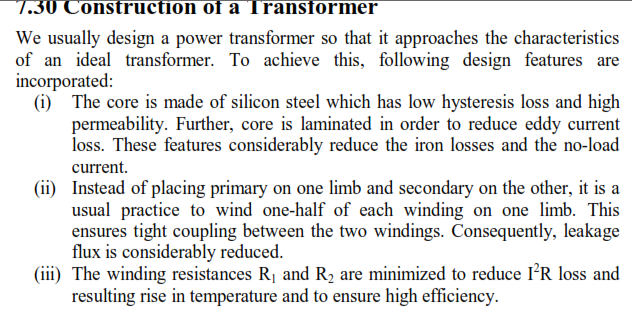 7.30 Construction of a Transformer
We usually design a power transformer so that it approaches the characteristics
of an ideal transformer. To achieve this, following design features are
incorporated:
(i) The core is made of silicon steel which has low hysteresis loss and high
permeability. Further, core is laminated in order to reduce eddy current
loss. These features considerably reduce the iron losses and the no-load
current.
(ii) Instead of placing primary on one limb and secondary on the other, it is a
usual practice to wind one-half of each winding on one limb. This
ensures tight coupling between the two windings. Consequently, leakage
flux is considerably reduced.
(iii) The winding resistances R₁ and R₂ are minimized to reduce I²R loss and
resulting rise in temperature and to ensure high efficiency.